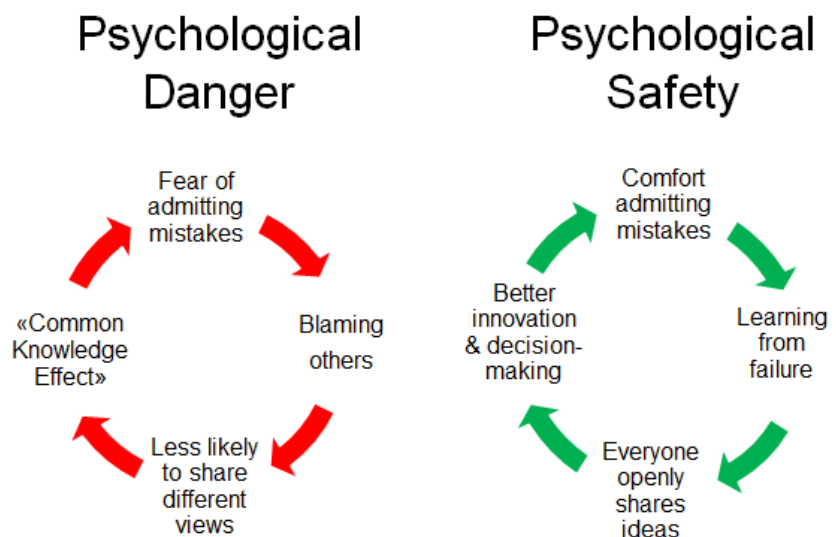 Psychological
Danger
Fear of
admitting
mistakes
Blaming
others
Less likely
to share
different
views
«Common
Knowledge
Effect»
Psychological
Safety
Comfort
admitting
mistakes
Learning
from
failure
Everyone
openly
shares
ideas
Better
innovation
& decision-
making